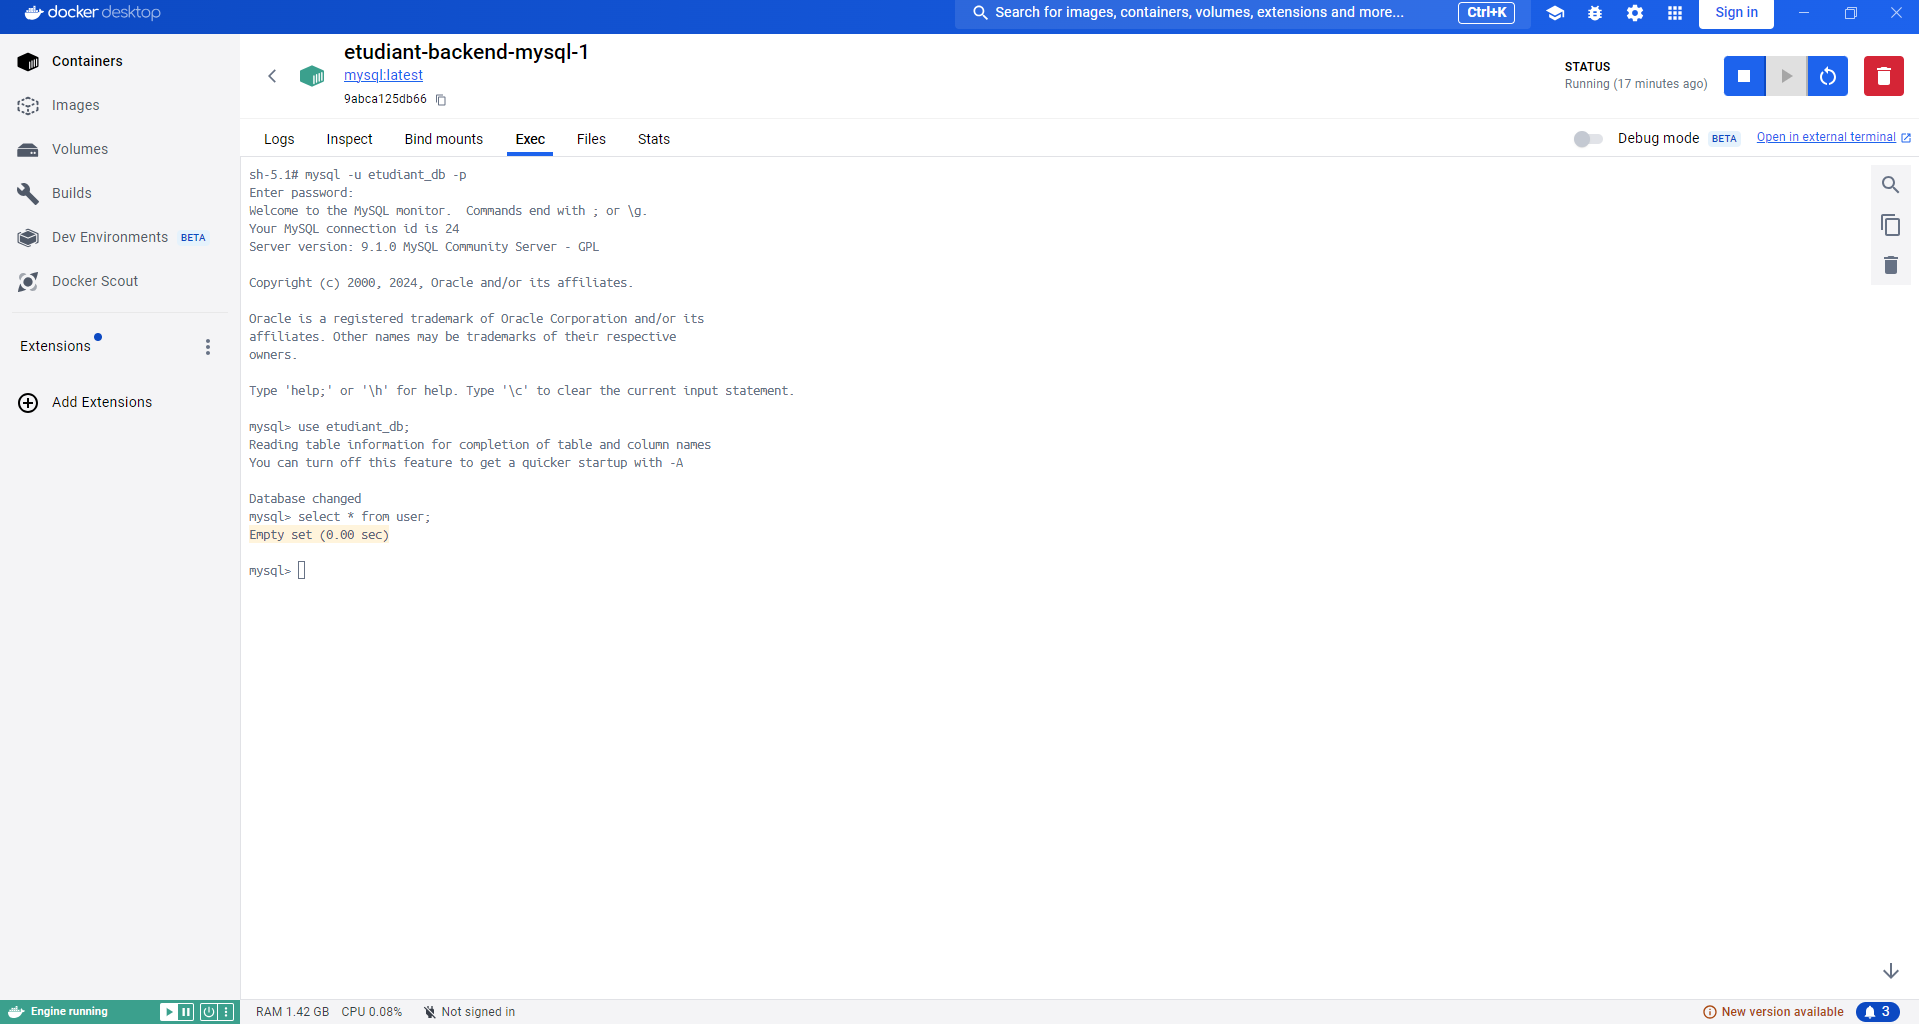 docker desktop
Search for images, containers, volumes, extensions and more...
Ctrl+K
Sign in
Containers
Images
Volumes
Builds
Dev Environments BETA
Docker Scout
Extensions
Add Extensions
etudiant-backend-mysql-1
mysql:latest
9abca125db66
STATUS
Running (17 minutes ago)
Logs Inspect Bind mounts Exec Files Stats
Debug mode BETA Open in external terminal
sh-5.1# mysql -u etudiant_db -p
Enter password:
Welcome to the MySQL monitor.  Commands end with ; or \g.
Your MySQL connection id is 24
Server version: 9.1.0 MySQL Community Server - GPL
Copyright (c) 2000, 2024, Oracle and/or its affiliates.
Oracle is a registered trademark of Oracle Corporation and/or its
affiliates. Other names may be trademarks of their respective
owners.
Type 'help;' or '\h' for help. Type '\c' to clear the current input statement.
mysql> use etudiant_db;
Reading table information for completion of table and column names
You can turn off this feature to get a quicker startup with -A
Database changed
mysql> select * from user;
Empty set (0.00 sec)
mysql>
Engine running
RAM 1.42 GB CPU 0.08% Not signed in
New version available
3